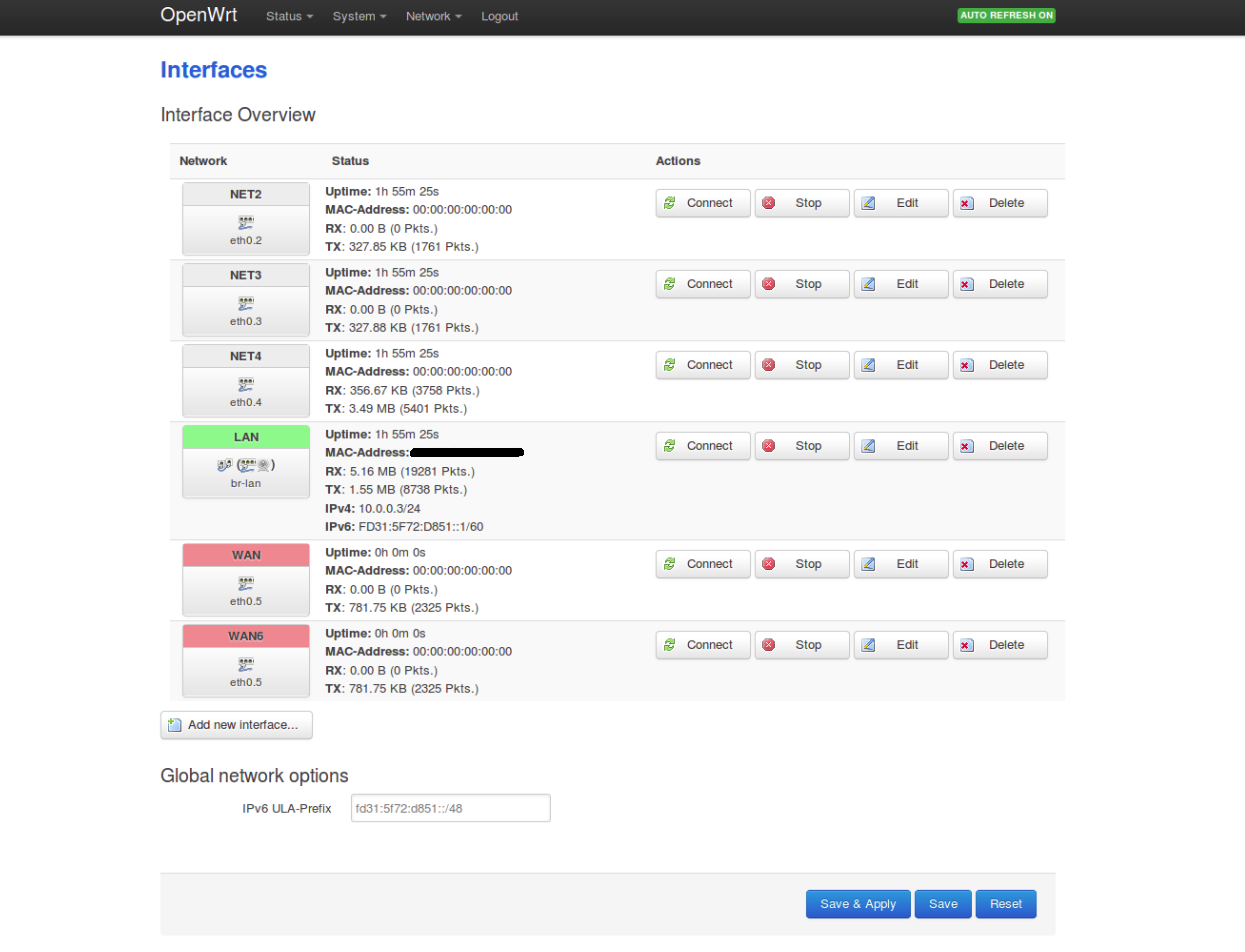 OpenWrt Status System Network Logout AUTO REFRESH ON
Interfaces
Interface Overview
Network Status Actions
NET2
eth0.2
Uptime: 1h 55m 25s
MAC-Address: 00:00:00:00:00:00
RX: 0.00 B (0 Pkts.)
TX: 327.85 KB (1761 Pkts.)
Connect Stop Edit Delete
NET3
eth0.3
Uptime: 1h 55m 25s
MAC-Address: 00:00:00:00:00:00
RX: 0.00 B (0 Pkts.)
TX: 327.88 KB (1761 Pkts.)
Connect Stop Edit Delete
NET4
eth0.4
Uptime: 1h 55m 25s
MAC-Address: 00:00:00:00:00:00
RX: 356.67 KB (3758 Pkts.)
TX: 3.49 MB (5401 Pkts.)
Connect Stop Edit Delete
LAN
( )
br-lan
Uptime: 1h 55m 25s
MAC-Address:
RX: 5.16 MB (19281 Pkts.)
TX: 1.55 MB (8738 Pkts.)
IPv4: 10.0.0.3/24
IPv6: FD31:5F72:D851::1/60
Connect Stop Edit Delete
WAN
eth0.5
Uptime: 0h 0m 0s
MAC-Address: 00:00:00:00:00:00
RX: 0.00 B (0 Pkts.)
TX: 781.75 KB (2325 Pkts.)
Connect Stop Edit Delete
WAN6
eth0.5
Uptime: 0h 0m 0s
MAC-Address: 00:00:00:00:00:00
RX: 0.00 B (0 Pkts.)
TX: 781.75 KB (2325 Pkts.)
Connect Stop Edit Delete
Add new interface...
Global network options
IPv6 ULA-Prefix fd31:5f72:d851::/48
Save & Apply Save Reset